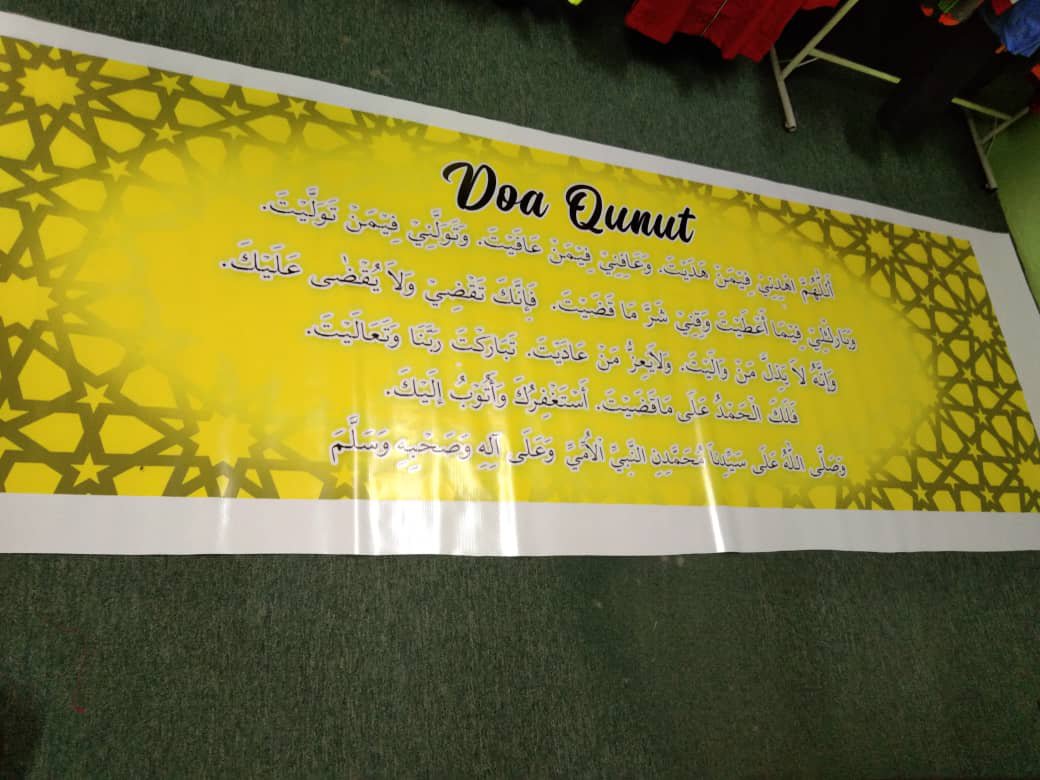 Doa Qunut
اَللّٰهُمَّ اهْدِنِيْ فِيْمَنْ هَدَيْتَ. وَعَافِنِيْ فِيْمَنْ عَافَيْتَ. وَتَوَلَّنِيْ فِيْمَنْ تَوَلَّيْتَ.
وَبَارِكْلِيْ فِيْمَا أَعْطَيْتَ وَقِنِيْ شَرَّ مَا قَضَيْتَ. فَإِنَّكَ تَقْضِيْ وَلاَ يُقْضٰى عَلَيْكَ.
وَإِنَّهُ لاَ يَذِلُّ مَنْ وَالَيْتَ. وَلاَيَعِزُّ مَنْ عَادَيْتَ. تَبَارَكْتَ رَبَّنَا وَتَعَالَيْتَ.
فَلَكَ الْحَمْدُ عَلَى مَاقَضَيْتَ. أَسْتَغْفِرُكَ وَأَتُوْبُ اِلَيْكَ.
وَصَلَّى اللّٰهُ عَلَى سَيِّدِنَا مُحَمَّدِنِ النَّبِيِّ الْاُمِّيِّ وَعَلَى آلِهِ وَصَحْبِهِ وَسَلَّمَ